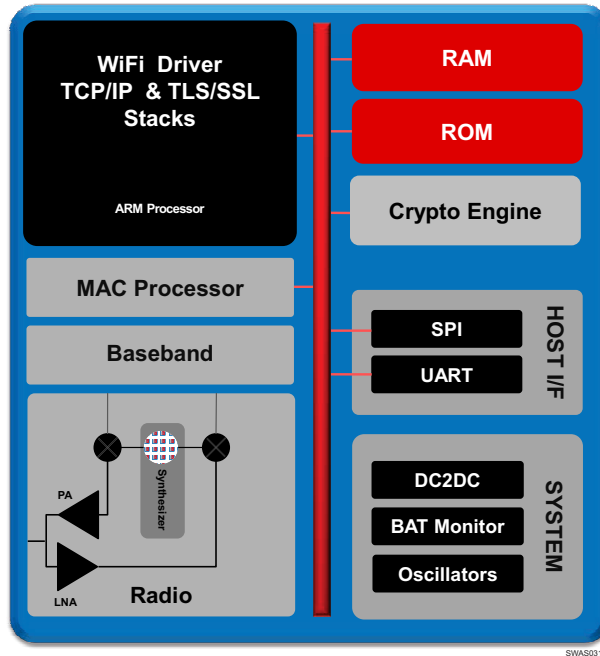 WiFi Driver
TCP/IP & TLS/SSL
Stacks
ARM Processor
MAC Processor
Baseband
Synthesizer
PA
LNA
Radio
RAM
ROM
Crypto Engine
SPI
UART
HOST I/F
DC2DC
BAT Monitor
Oscillators
SYSTEM
SWAS031